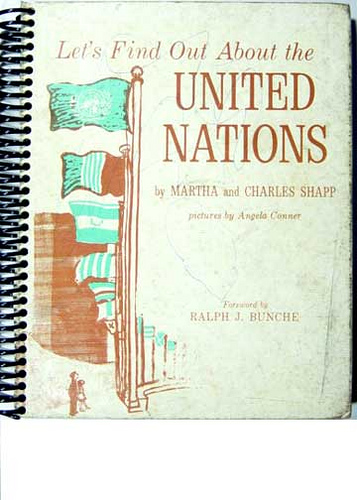 Let's Find Out About the
UNITED
NATIONS
by MARTHA and CHARLES SHAPP
pictures by Angela Conner
Foreword by
RALPH J. BUNCHE